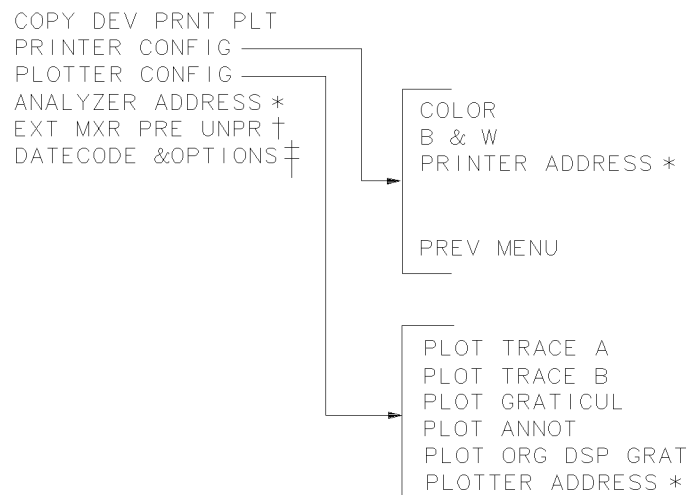 COPY DEV PRNT PLT
PRINTER CONFIG
PLOTTER CONFIG
ANALYZER ADDRESS *
EXT MXR PRE UNPR †
DATECODE &OPTIONS ‡
COLOR
B & W
PRINTER ADDRESS *
PREV MENU
PLOT TRACE A
PLOT TRACE B
PLOT GRATICUL
PLOT ANNOT
PLOT ORG DSP GRAT
PLOTTER ADDRESS *